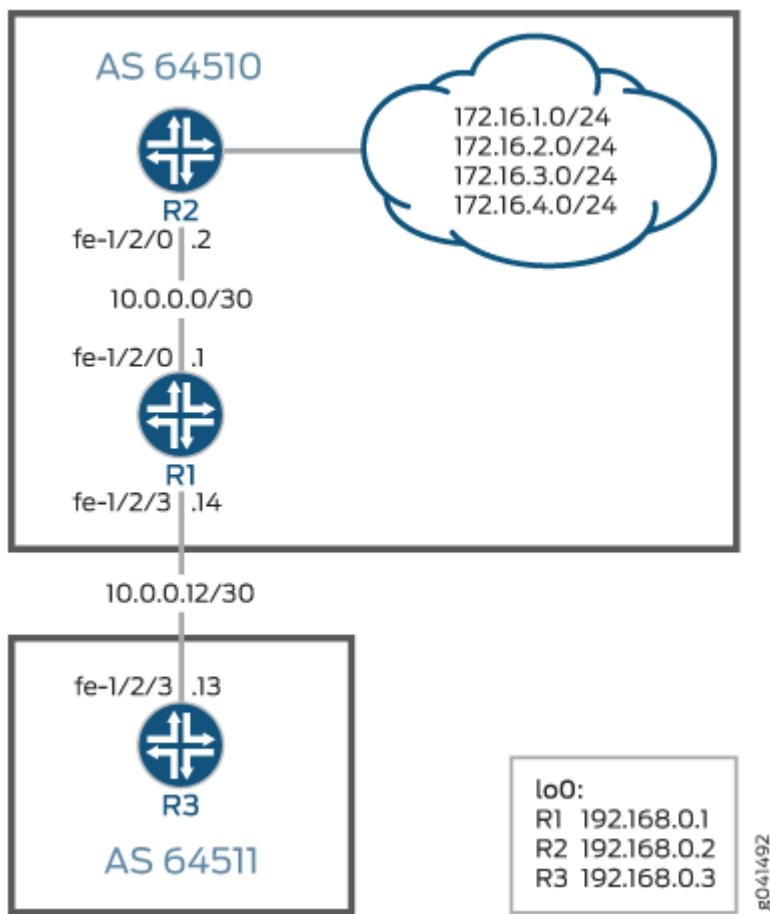 AS 64510
172.16.1.0/24
172.16.2.0/24
172.16.3.0/24
172.16.4.0/24
R2
fe-1/2/0 .2
10.0.0.0/30
fe-1/2/0 .1
R1
fe-1/2/3 .14
10.0.0.12/30
fe-1/2/3 .13
R3
AS 64511
lo0:
R1 192.168.0.1
R2 192.168.0.2
R3 192.168.0.3
g041492